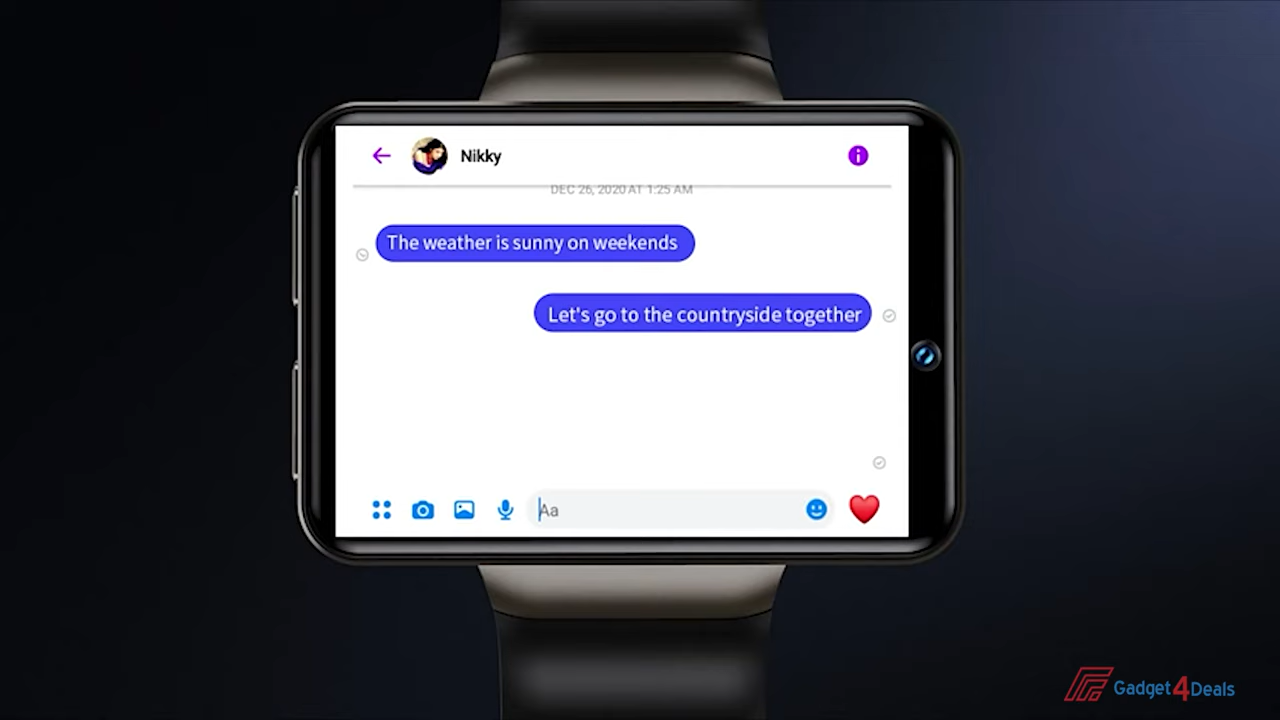 Nikky
DEC 26, 2020 AT 1:25 AM
The weather is sunny on weekends
Let's go to the countryside together
Aa
Gadget4Deals